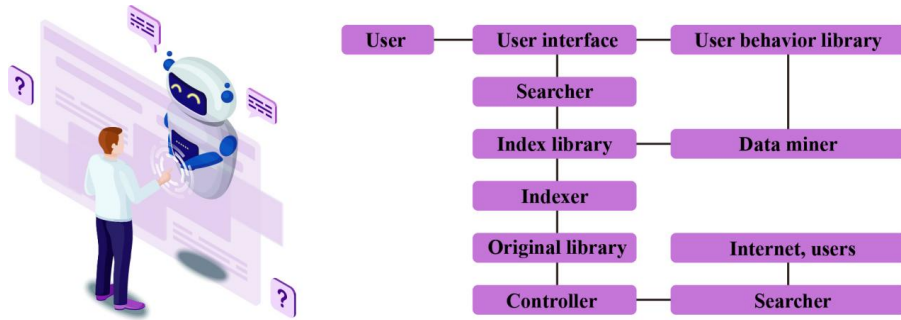 User
User interface
User behavior library
Searcher
Index library
Data miner
Indexer
Original library
Internet, users
Controller
Searcher
?
?